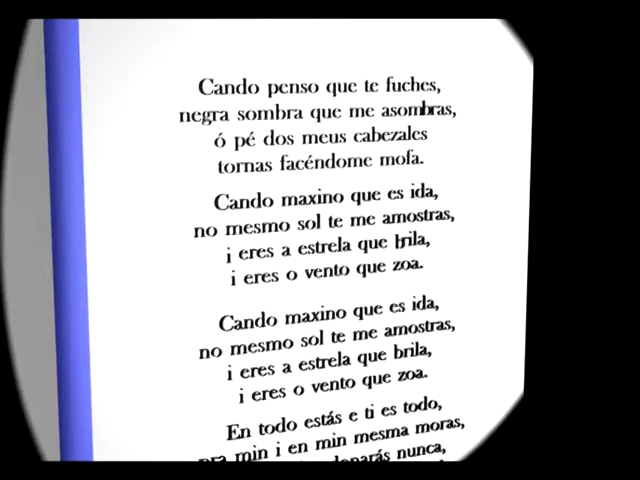 Cando penso que te fuches,
negra sombra que me asombras,
ó pé dos meus cabezales
tornas facéndome mofa.
Cando maxino que es ida,
no mesmo sol te me amostras,
i eres a estrela que brila,
i eres o vento que zoa.
Cando maxino que es ida,
no mesmo sol te me amostras,
i eres a estrela que brila,
i eres o vento que zoa.
En todo estás e ti es todo,
pra min i en min mesma moras,
nunca,